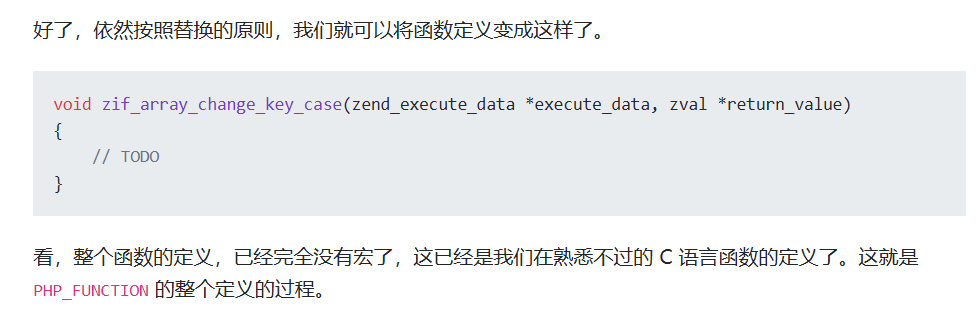 好了，依然按照替换的原则，我们就可以将函数定义变成这样了。
void zif_array_change_key_case(zend_execute_data *execute_data, zval *return_value)
{
    // TODO
}
看，整个函数的定义，已经完全没有宏了，这已经是我们在熟悉不过的 C 语言函数的定义了。这就是
PHP_FUNCTION 的整个定义的过程。